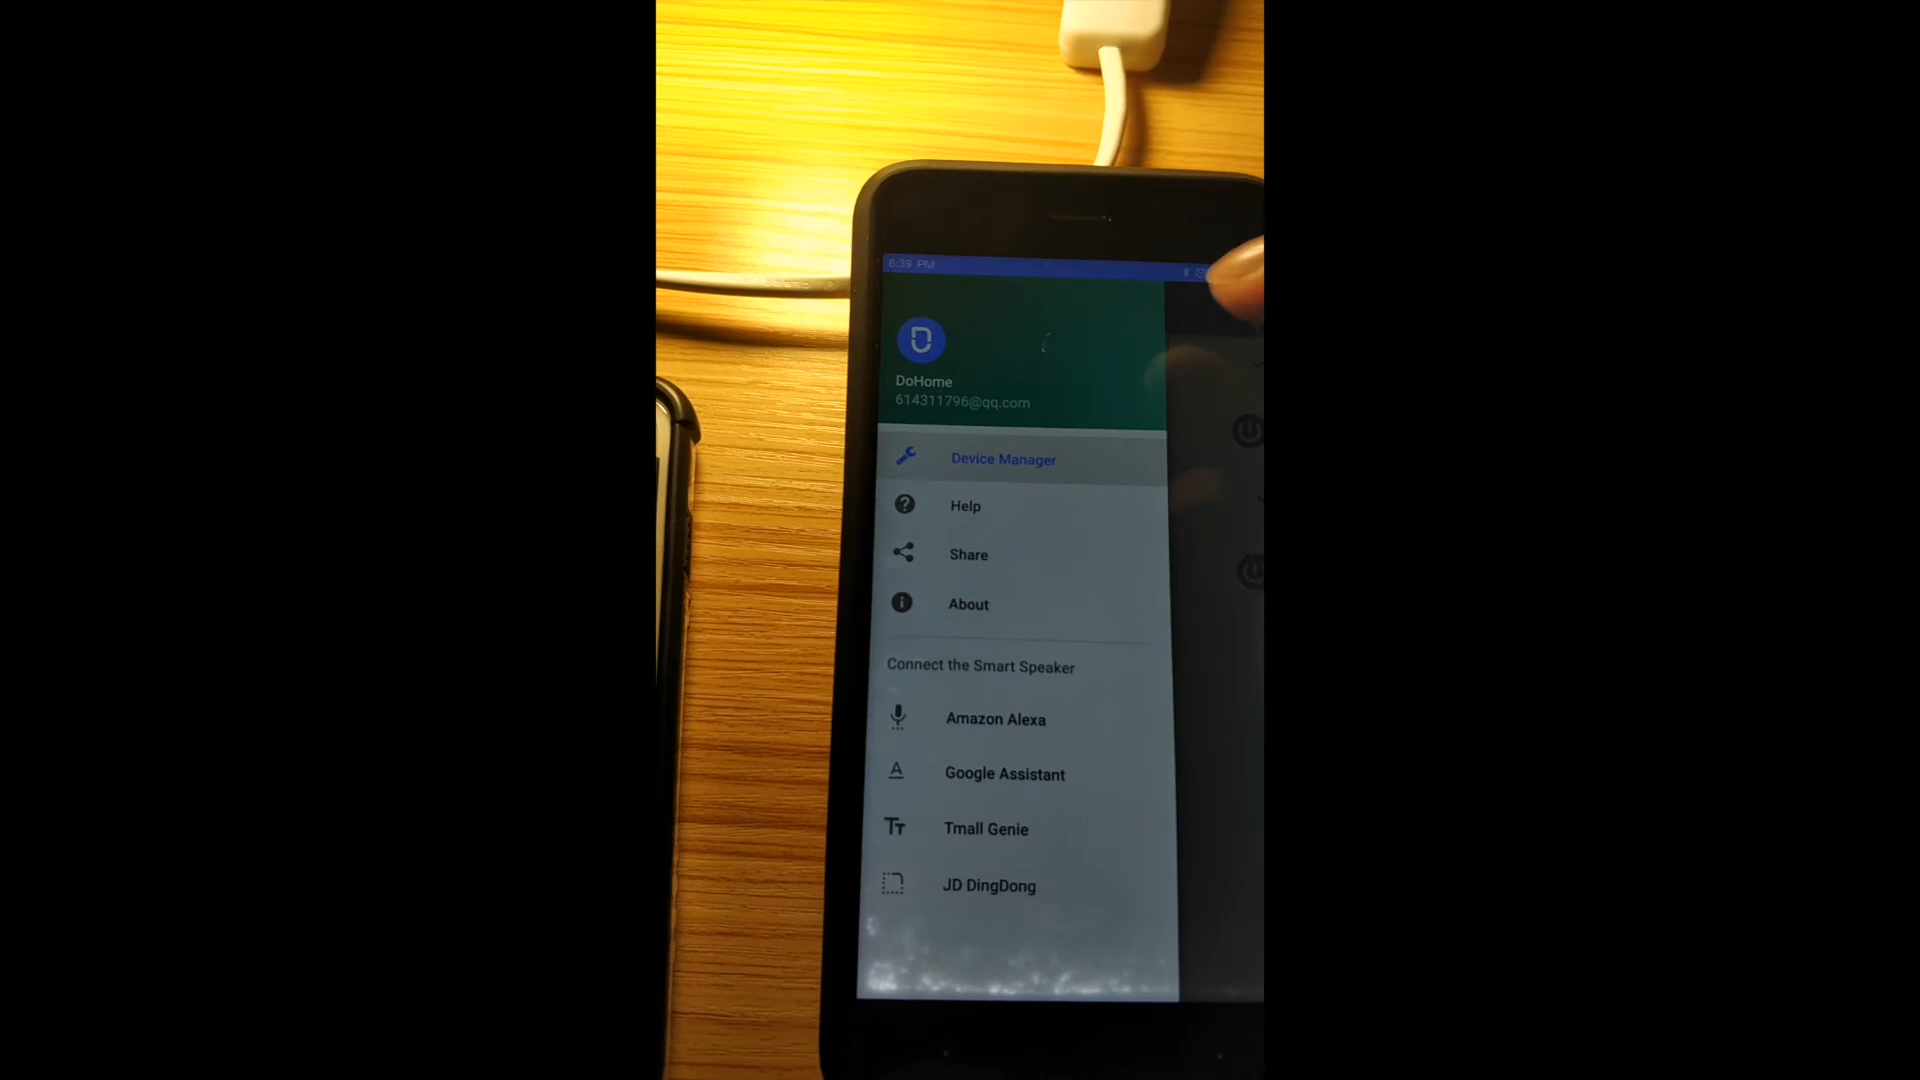 6:39 PM
DoHome
614311796@qq.com
Device Manager
Help
Share
About
Connect the Smart Speaker
Amazon Alexa
Google Assistant
Tmall Genie
JD DingDong